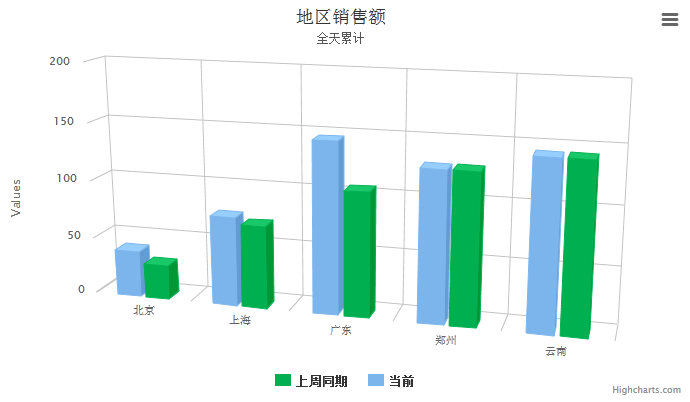 地区销售额
全天累计
Values
200
150
100
50
0
北京
上海
广东
郑州
云南
上周同期 当前
Highcharts.com